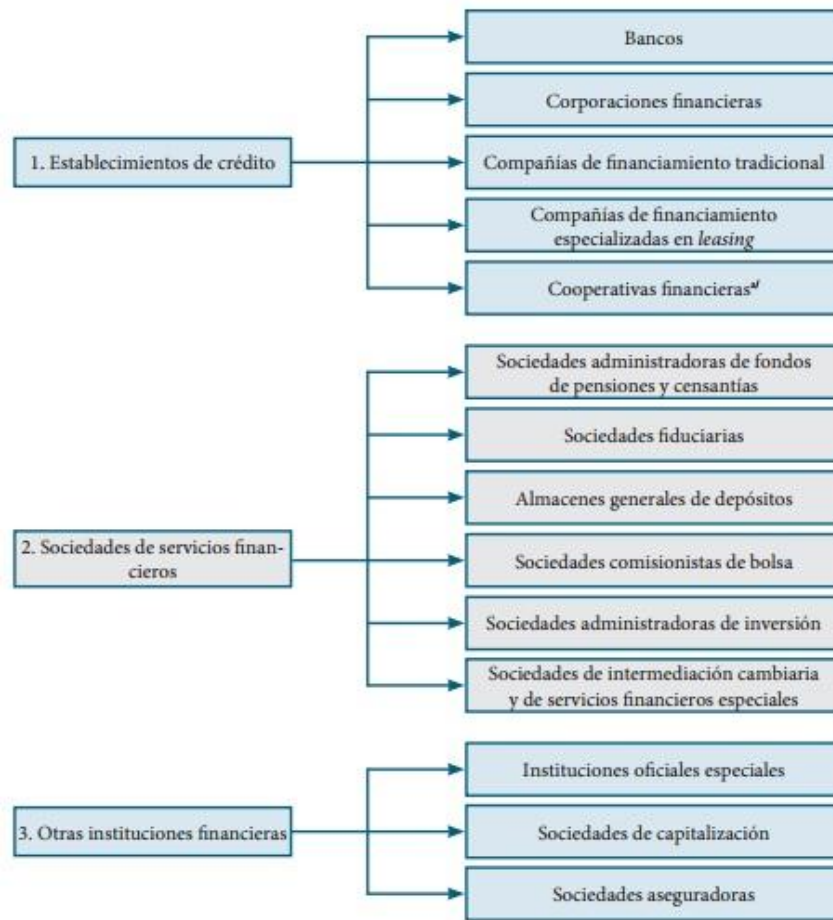 1. Establecimientos de crédito
Bancos
Corporaciones financieras
Compañías de financiamiento tradicional
Compañías de financiamiento
especializadas en leasing
Cooperativas financieras a/
2. Sociedades de servicios finan-
cieros
Sociedades administradoras de fondos
de pensiones y censantías
Sociedades fiduciarias
Almacenes generales de depósitos
Sociedades comisionistas de bolsa
Sociedades administradoras de inversión
Sociedades de intermediación cambiaria
y de servicios financieros especiales
3. Otras instituciones financieras
Instituciones oficiales especiales
Sociedades de capitalización
Sociedades aseguradoras